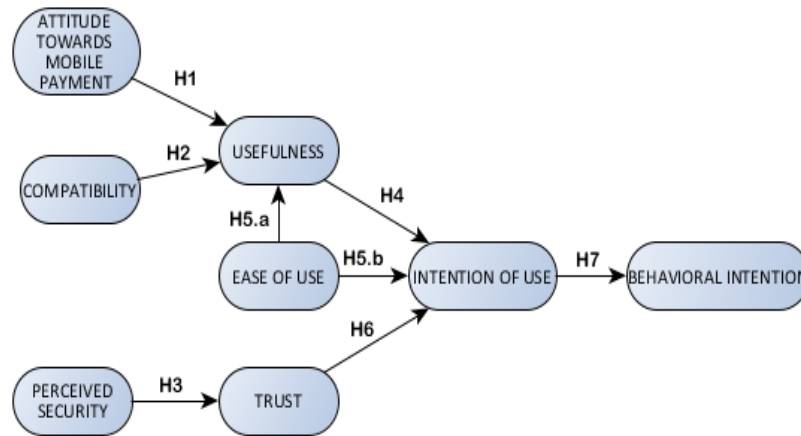 ATTITUDE
TOWARDS
MOBILE
PAYMENT
H1
H2
USEFULNESS
COMPATIBILITY
H4
H5.a
H5.b
H7
EASE OF USE
INTENTION OF USE
BEHAVIORAL INTENTION
H6
H3
PERCEIVED
SECURITY
TRUST